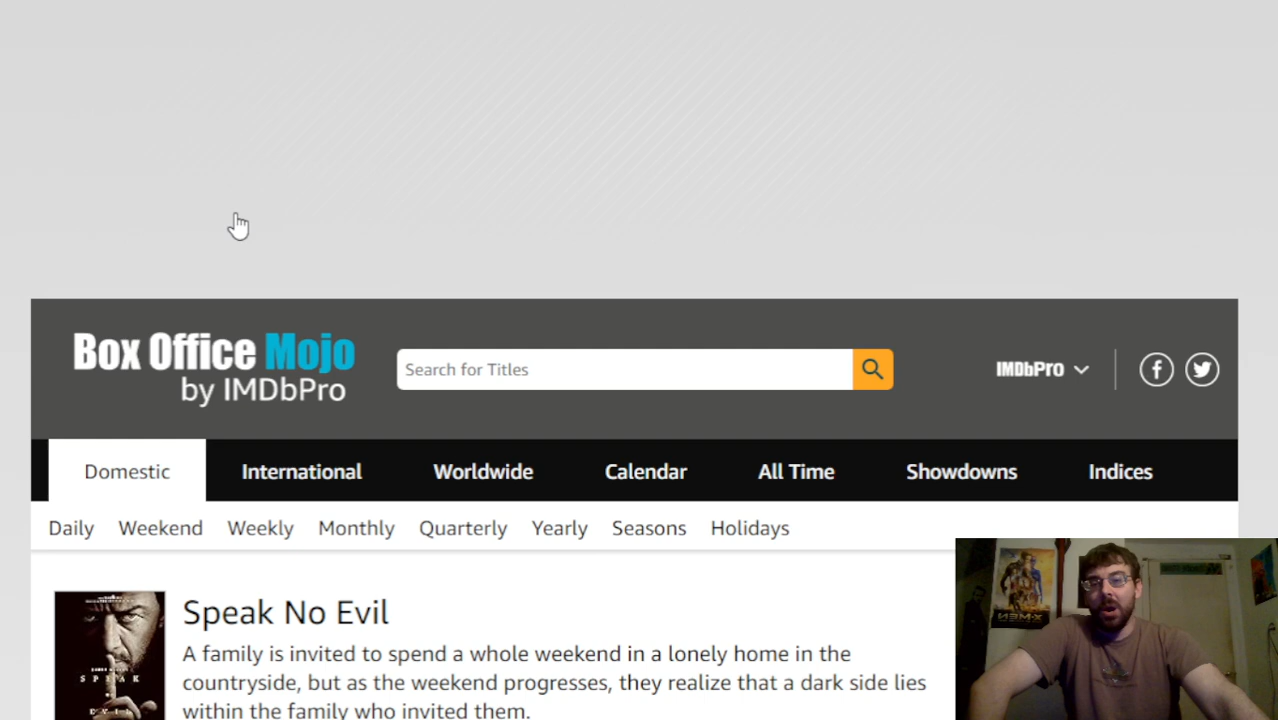 Box Office Mojo
by IMDbPro
Search for Titles
IMDbPRO
Domestic
International
Worldwide
Calendar
All Time
Showdowns
Indices
Daily
Weekend
Weekly
Monthly
Quarterly
Yearly
Seasons
Holidays
Speak No Evil
A family is invited to spend a whole weekend in a lonely home in the
countryside, but as the weekend progresses, they realize that a dark side lies
within the family who invited them.
SPEAK
EVIL